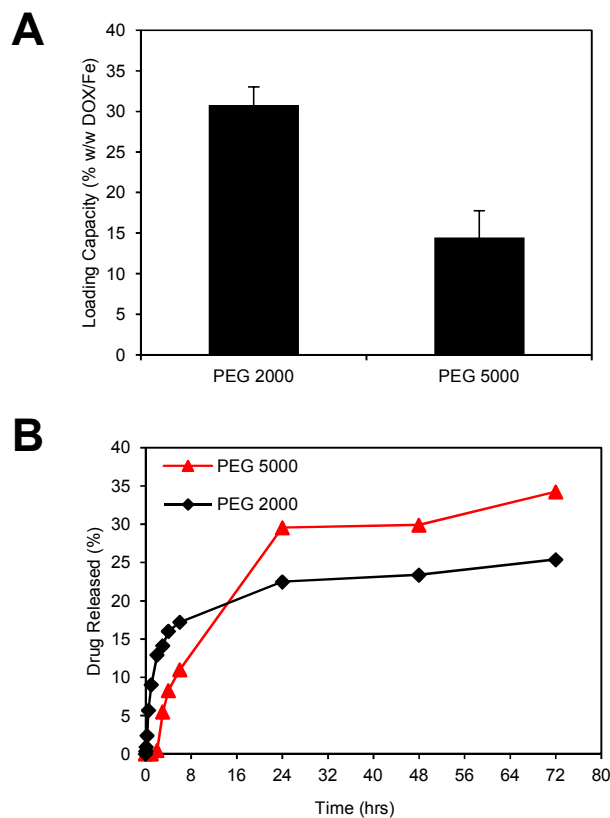 A
Loading Capacity (% w/w DOX/Fe)
40
35
30
25
20
15
10
5
0
PEG 2000 PEG 5000
B
Drug Released (%)
40
35
30
25
20
15
10
5
0
PEG 5000
PEG 2000
0 8 16 24 32 40 48 56 64 72 80
Time (hrs)